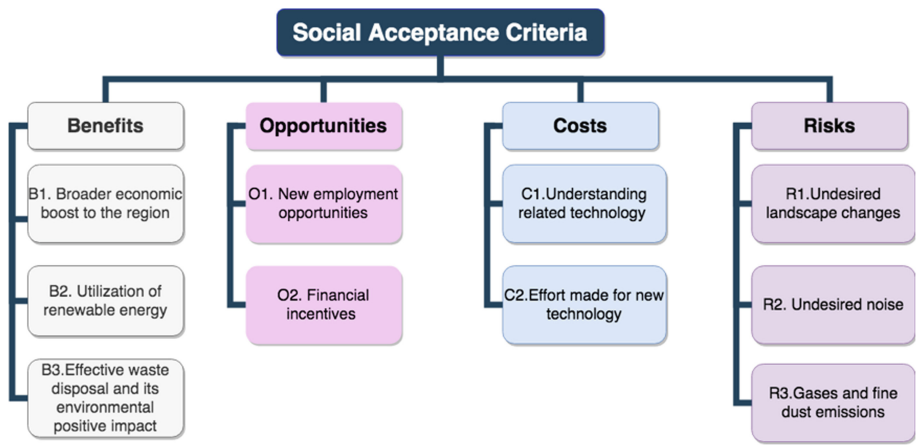 Social Acceptance Criteria
Benefits
B1. Broader economic
boost to the region
B2. Utilization of
renewable energy
B3.Effective waste
disposal and its
environmental
positive impact
Opportunities
O1. New employment
opportunities
O2. Financial
incentives
Costs
C1.Understanding
related technology
C2.Effort made for new
technology
Risks
R1.Undesired
landscape changes
R2. Undesired noise
R3.Gases and fine
dust emissions